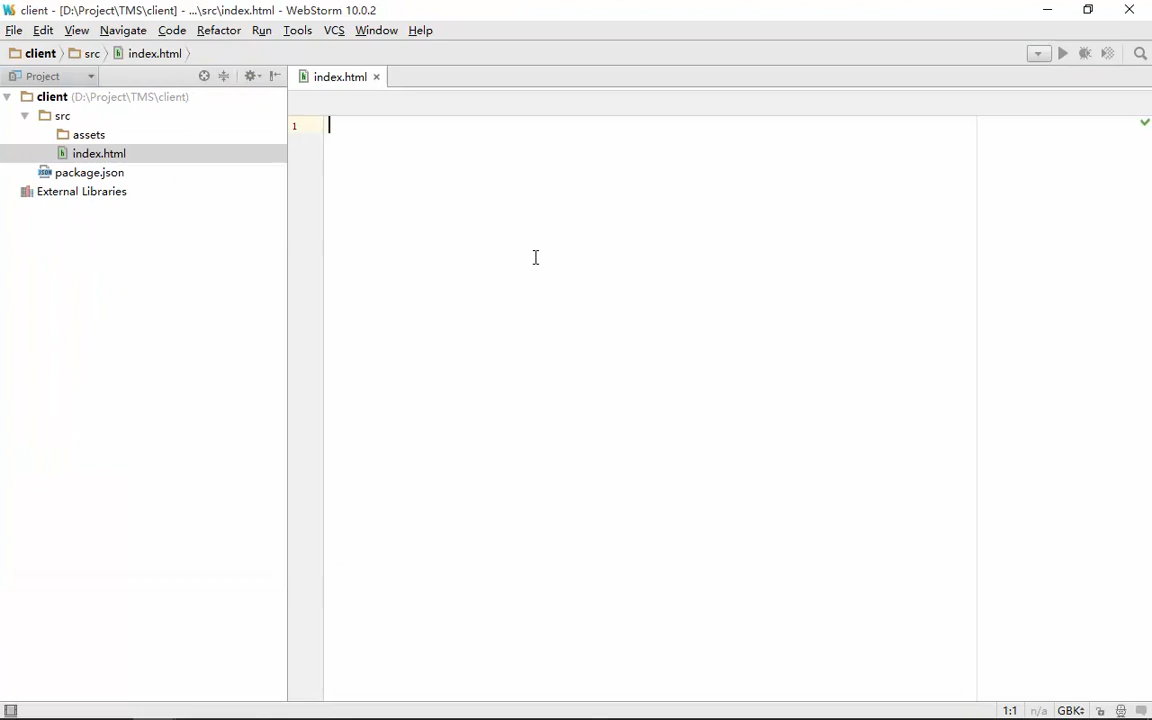 client - [D:\Project\TMS\client] - ...\src\index.html - WebStorm 10.0.2
File Edit View Navigate Code Refactor Run Tools VCS Window Help
client src index.html
Project index.html
client (D:\Project\TMS\client)
1
src
assets
index.html
package.json
External Libraries
1:1 n/a GBK